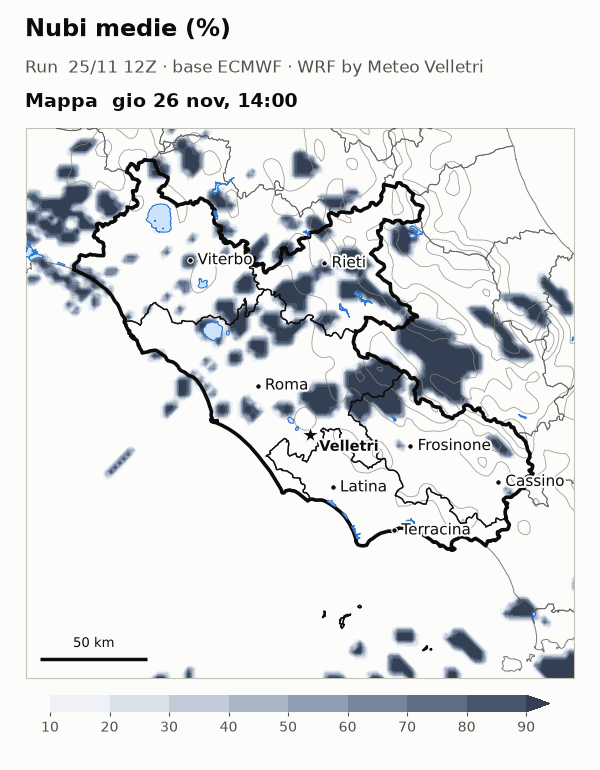 Nubi medie (%)
Run  25/11 12Z · base ECMWF · WRF by Meteo Velletri
Mappa  gio 26 nov, 14:00
Viterbo
Rieti
Roma
Velletri
Frosinone
Cassino
Latina
Terracina
50 km
10 20 30 40 50 60 70 80 90